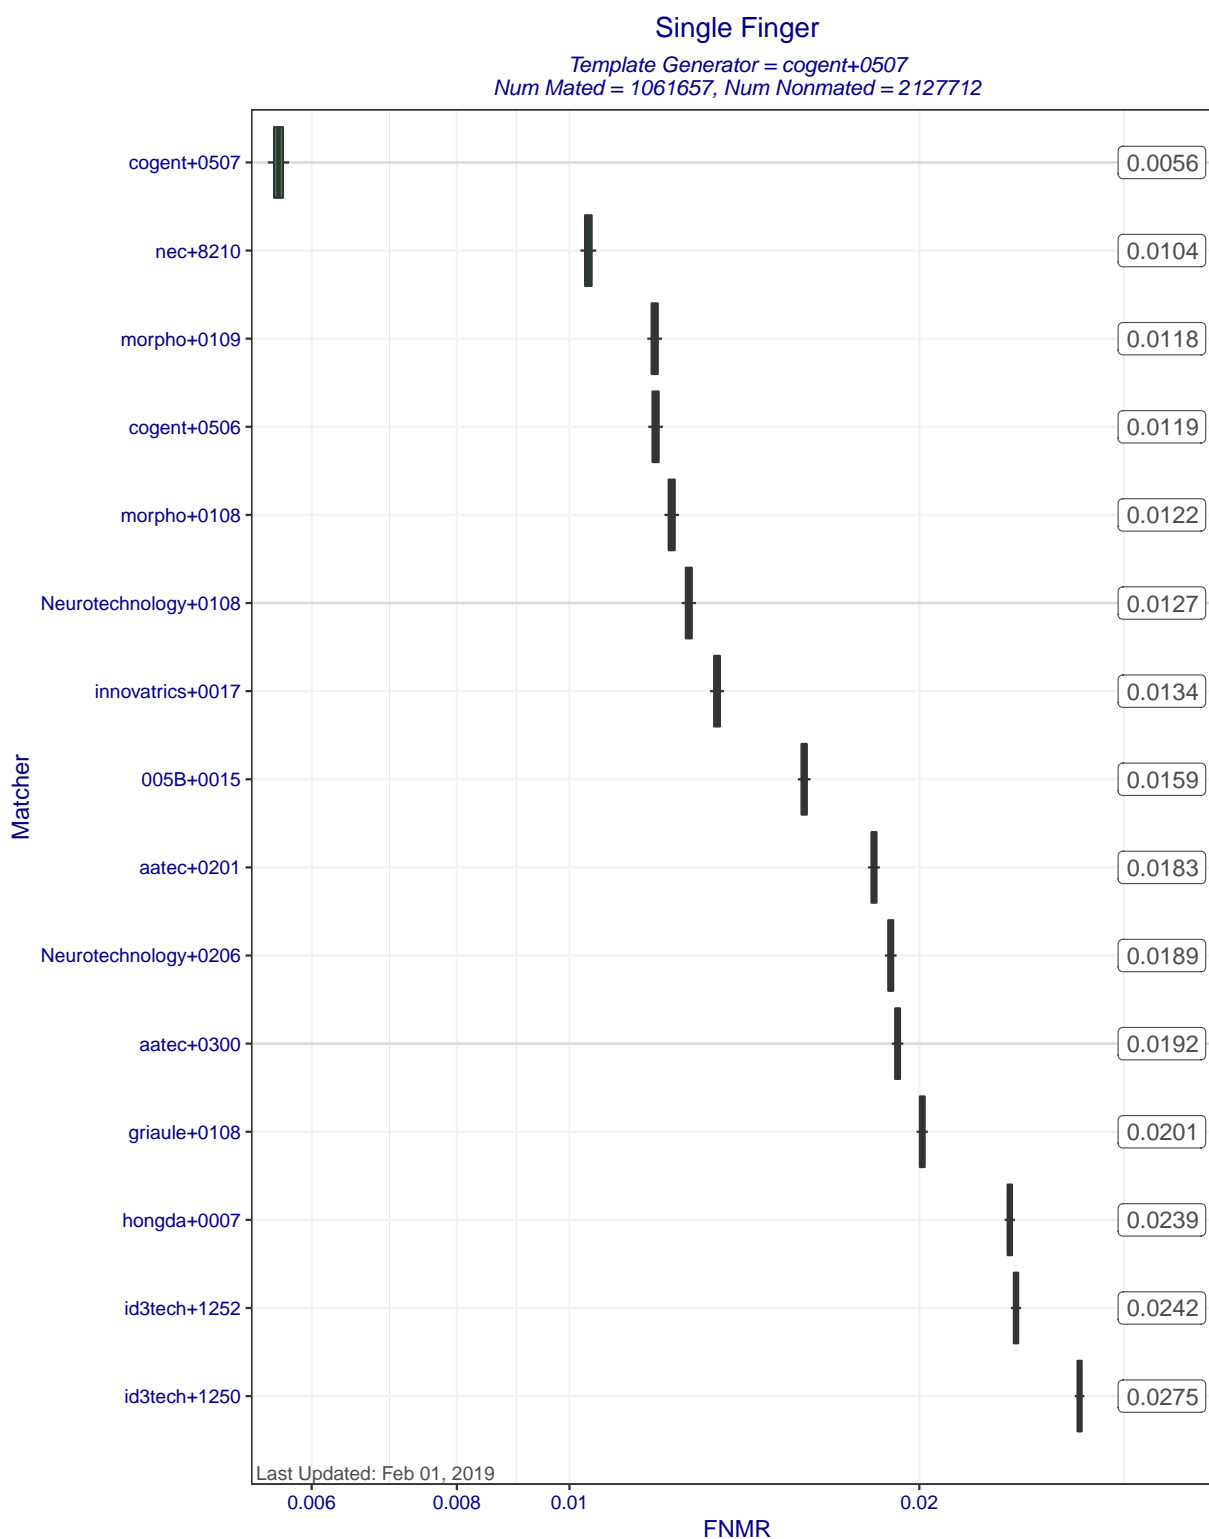 Single Finger
Template Generator = cogent+0507
Num Mated = 1061657, Num Nonmated = 2127712
cogent+0507 0.0056
nec+8210 0.0104
morpho+0109 0.0118
cogent+0506 0.0119
morpho+0108 0.0122
Neurotechnology+0108 0.0127
innovatrics+0017 0.0134
005B+0015 0.0159
aatec+0201 0.0183
Neurotechnology+0206 0.0189
aatec+0300 0.0192
griaule+0108 0.0201
hongda+0007 0.0239
id3tech+1252 0.0242
id3tech+1250 0.0275
Matcher
Last Updated: Feb 01, 2019
0.006 0.008 0.01 0.02
FNMR